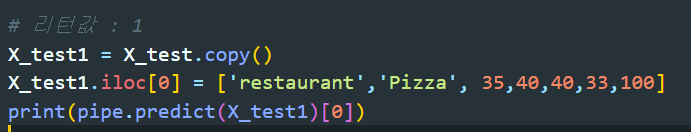 # 리턴값 : 1
X_test1 = X_test.copy()
X_test1.iloc[0] = ['restaurant','Pizza', 35,40,40,33,100]
print(pipe.predict(X_test1)[0])